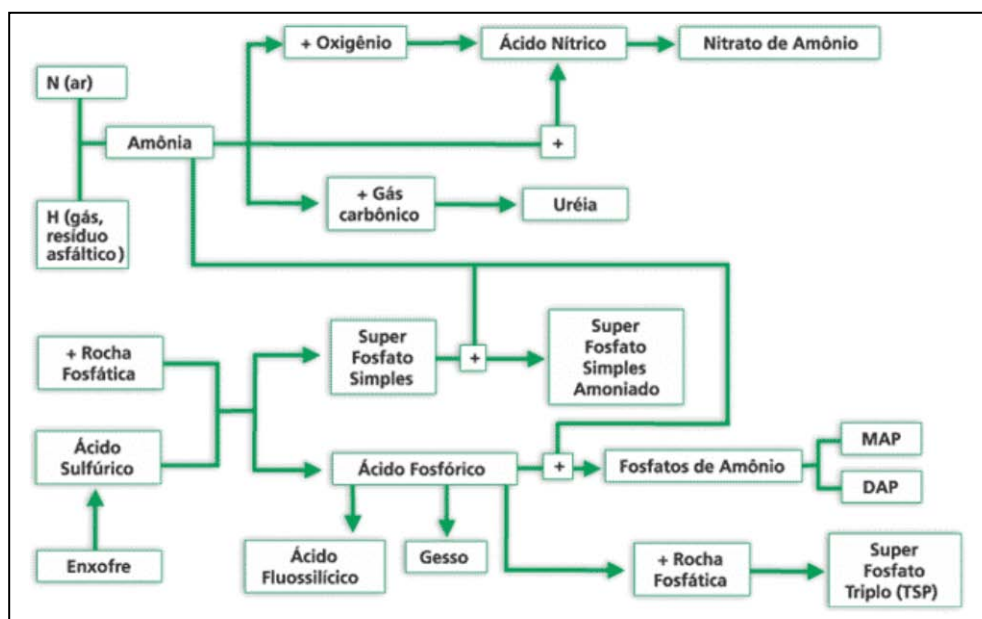 + Oxigênio
Ácido Nítrico
Nitrato de Amônio
N (ar)
Amônia
+
H (gás,
resíduo
asfáltico)
+ Gás
carbônico
Uréia
+ Rocha
Fosfática
Super
Fosfato
Simples
+
Super
Fosfato
Simples
Amoniado
Ácido
Sulfúrico
Ácido Fosfórico
+
Fosfatos de Amônio
MAP
DAP
Enxofre
Ácido
Fluossilícico
Gesso
+ Rocha
Fosfática
Super
Fosfato
Triplo (TSP)